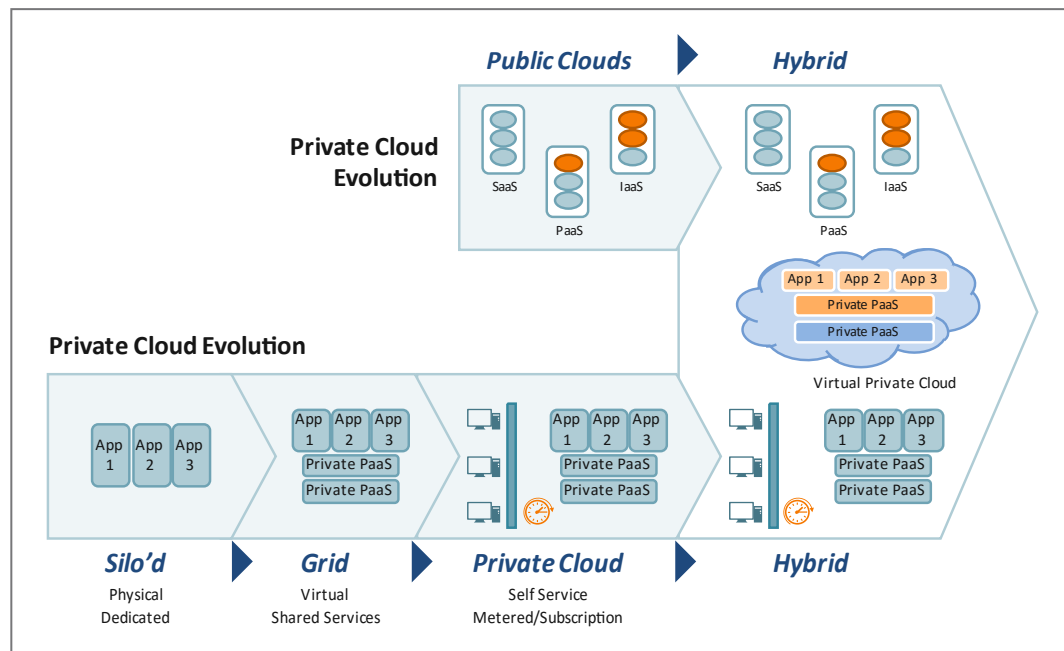 Public Clouds
Hybrid
Private Cloud
Evolution
SaaS
PaaS
IaaS
SaaS
PaaS
IaaS
App 1 App 2 App 3
Private PaaS
Private PaaS
Virtual Private Cloud
Private Cloud Evolution
App
1
App
2
App
3
App
1
App
2
App
3
Private PaaS
Private PaaS
App
1
App
2
App
3
Private PaaS
Private PaaS
App
1
App
2
App
3
Private PaaS
Private PaaS
Silo'd
Physical
Dedicated
Grid
Virtual
Shared Services
Private Cloud
Self Service
Metered/Subscription
Hybrid